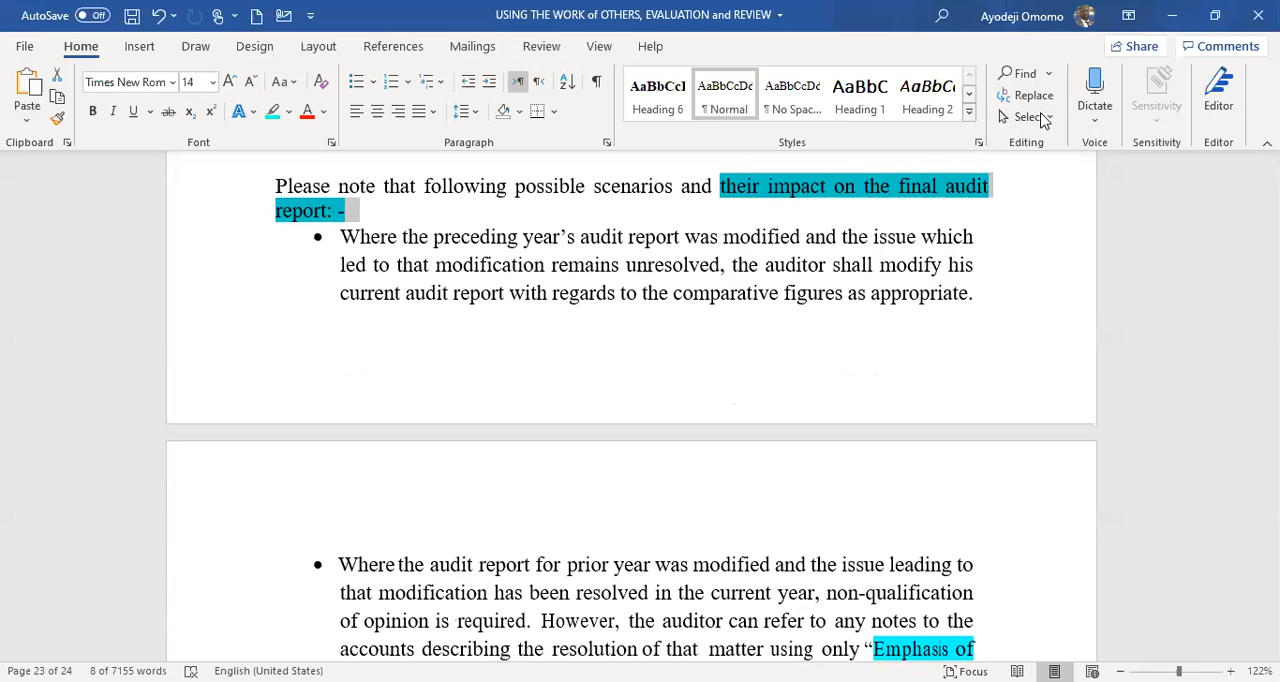 AutoSave Off USING THE WORK of OTHERS, EVALUATION and REVIEW Ayodeji Omomo
File Home Insert Draw Design Layout References Mailings Review View Help Share Comments
Paste Times New Rom 14 A A Aa AaBbCcI AaBbCcDc AaBbCcDc AaBbC AaBbC Find Replace Select Dictate Sensitivity Editor
B I U ab x2 x2 A A Heading 6 ¶ Normal ¶ No Spac... Heading 1 Heading 2
Clipboard Font Paragraph Styles Editing Voice Sensitivity Editor
Please note that following possible scenarios and their impact on the final audit
report: -
• Where the preceding year’s audit report was modified and the issue which
led to that modification remains unresolved, the auditor shall modify his
current audit report with regards to the comparative figures as appropriate.
• Where the audit report for prior year was modified and the issue leading to
that modification has been resolved in the current year, non-qualification
of opinion is required. However, the auditor can refer to any notes to the
accounts describing the resolution of that matter using only “Emphasis of
Page 23 of 24 8 of 7155 words English (United States) Focus 122%